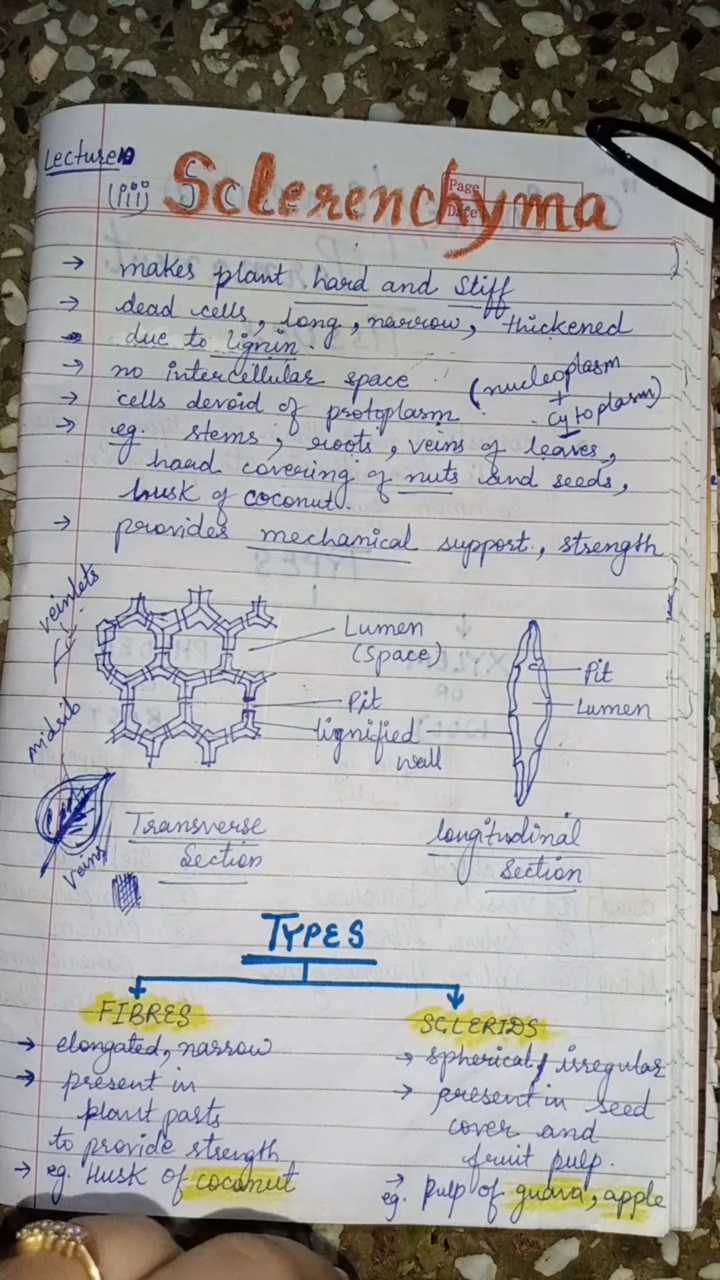 Lecture 10
(Piii) Sclerenchyma
Page
Date
→ makes plant hard and stiff
→ dead cells, long, narrow, thickened
due to lignin.
→ no intercellular space
→ cells devoid of protoplasm (nucleoplasm
+
cytoplasm)
→ eg. stems, roots, veins of leaves,
hard covering of nuts and seeds,
husk of coconut.
→ provides mechanical support, strength
veinlets
midrib
veins
Lumen
(space)
Pit
lignified
wall
Pit
Lumen
Transverse
Section
longitudinal
Section
TYPES
FIBRES
→ elongated, narrow
→ present in
plant parts
to provide strength
→ eg. Husk of coconut
SCLERIDS
→ spherical, irregular
→ present in seed
cover and
fruit pulp.
→ eg. pulp of guava, apple